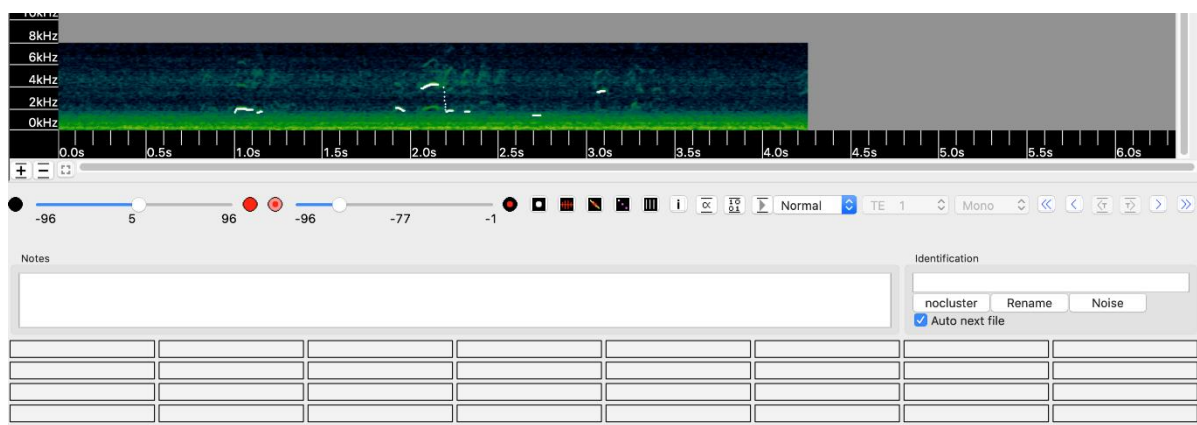 10kHz
8kHz
6kHz
4kHz
2kHz
0kHz
0.0s 0.5s 1.0s 1.5s 2.0s 2.5s 3.0s 3.5s 4.0s 4.5s 5.0s 5.5s 6.0s
-96 5 96 -96 -77 -1 i α Normal TE 1 Mono
Notes
Identification
nocluster Rename Noise
Auto next file